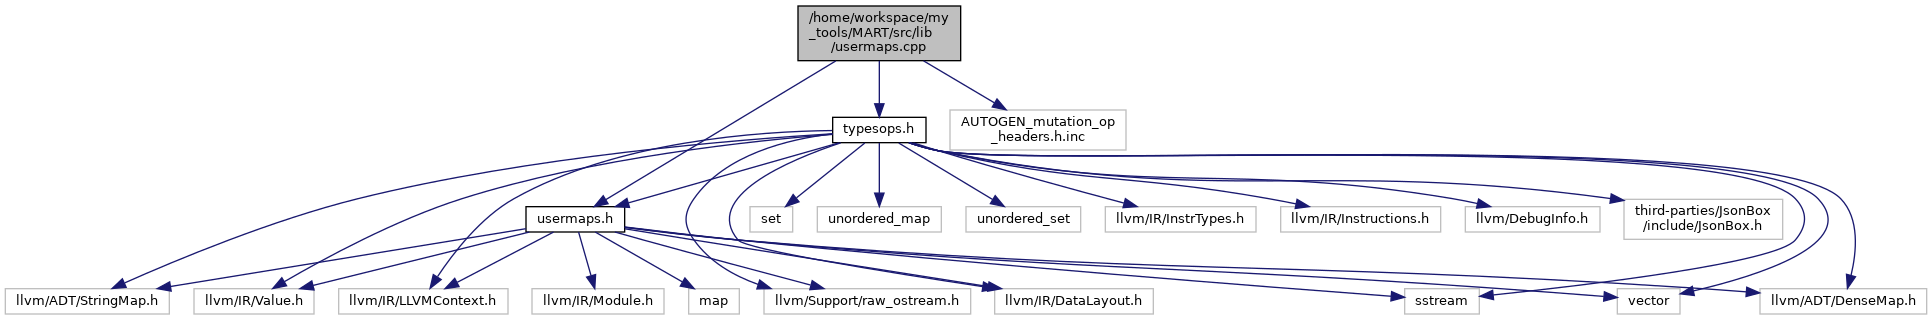 /home/workspace/my
_tools/MART/src/lib
/usermaps.cpp
typesops.h
AUTOGEN_mutation_op
_headers.h.inc
usermaps.h
set
unordered_map
unordered_set
llvm/IR/InstrTypes.h
llvm/IR/Instructions.h
llvm/DebugInfo.h
third-parties/JsonBox
/include/JsonBox.h
llvm/ADT/StringMap.h
llvm/IR/Value.h
llvm/IR/LLVMContext.h
llvm/IR/Module.h
map
llvm/Support/raw_ostream.h
llvm/IR/DataLayout.h
sstream
vector
llvm/ADT/DenseMap.h